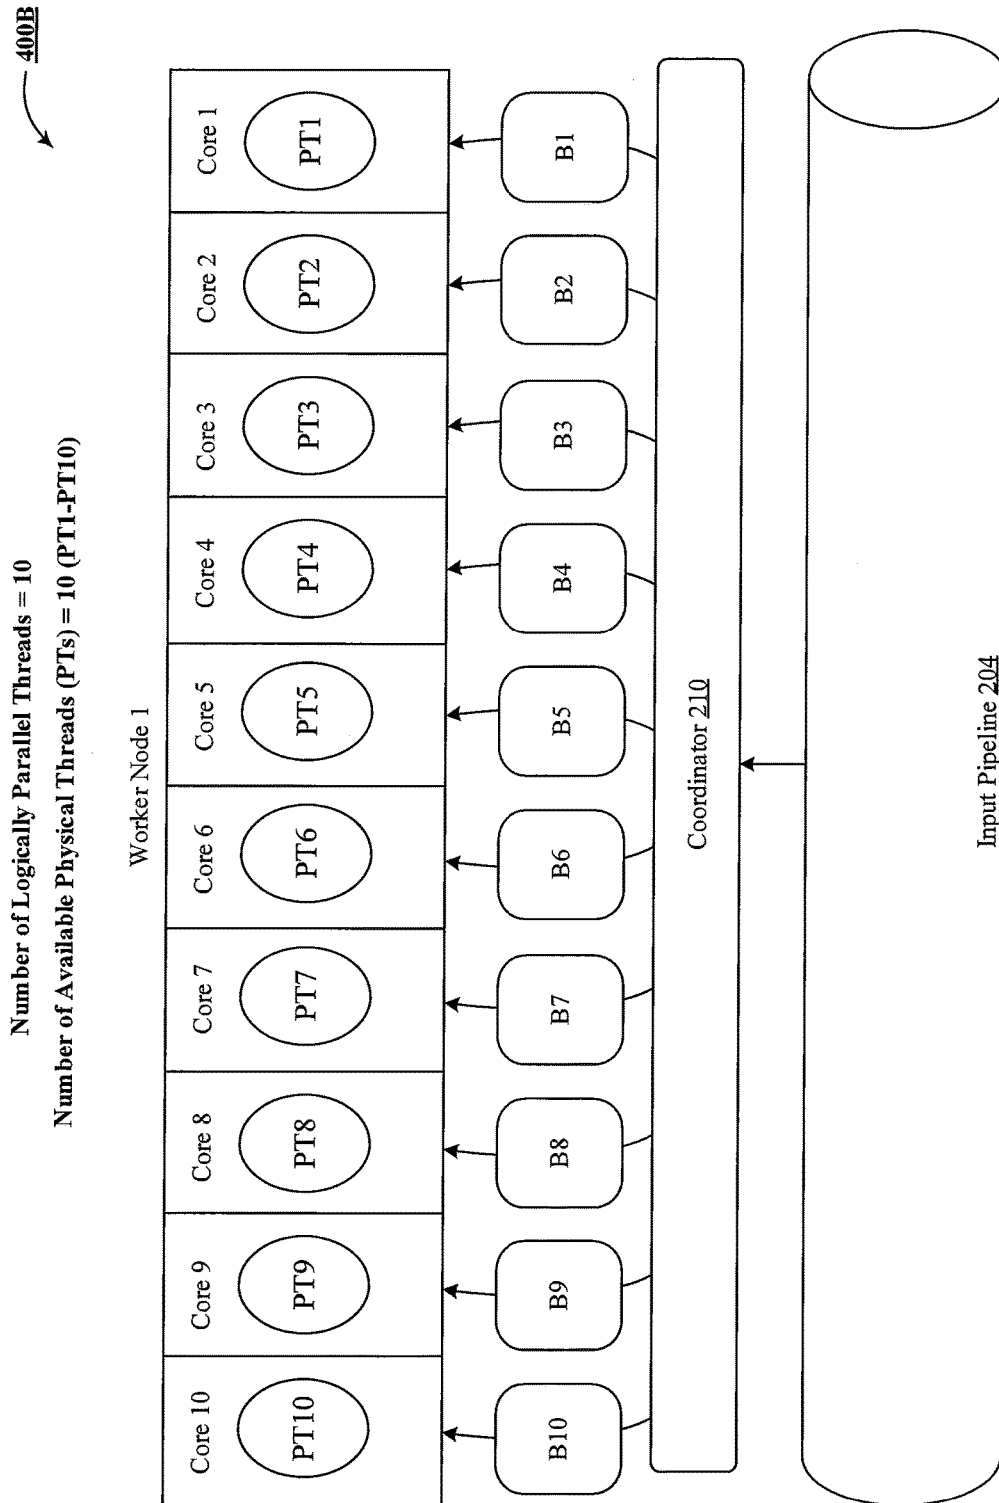 400B
Number of Logically Parallel Threads = 10
Number of Available Physical Threads (PTs) = 10 (PT1-PT10)
Worker Node 1
Core 10
Core 9
Core 8
Core 7
Core 6
Core 5
Core 4
Core 3
Core 2
Core 1
PT10
PT9
PT8
PT7
PT6
PT5
PT4
PT3
PT2
PT1
B10
B9
B8
B7
B6
B5
B4
B3
B2
B1
Coordinator 210
Input Pipeline 204